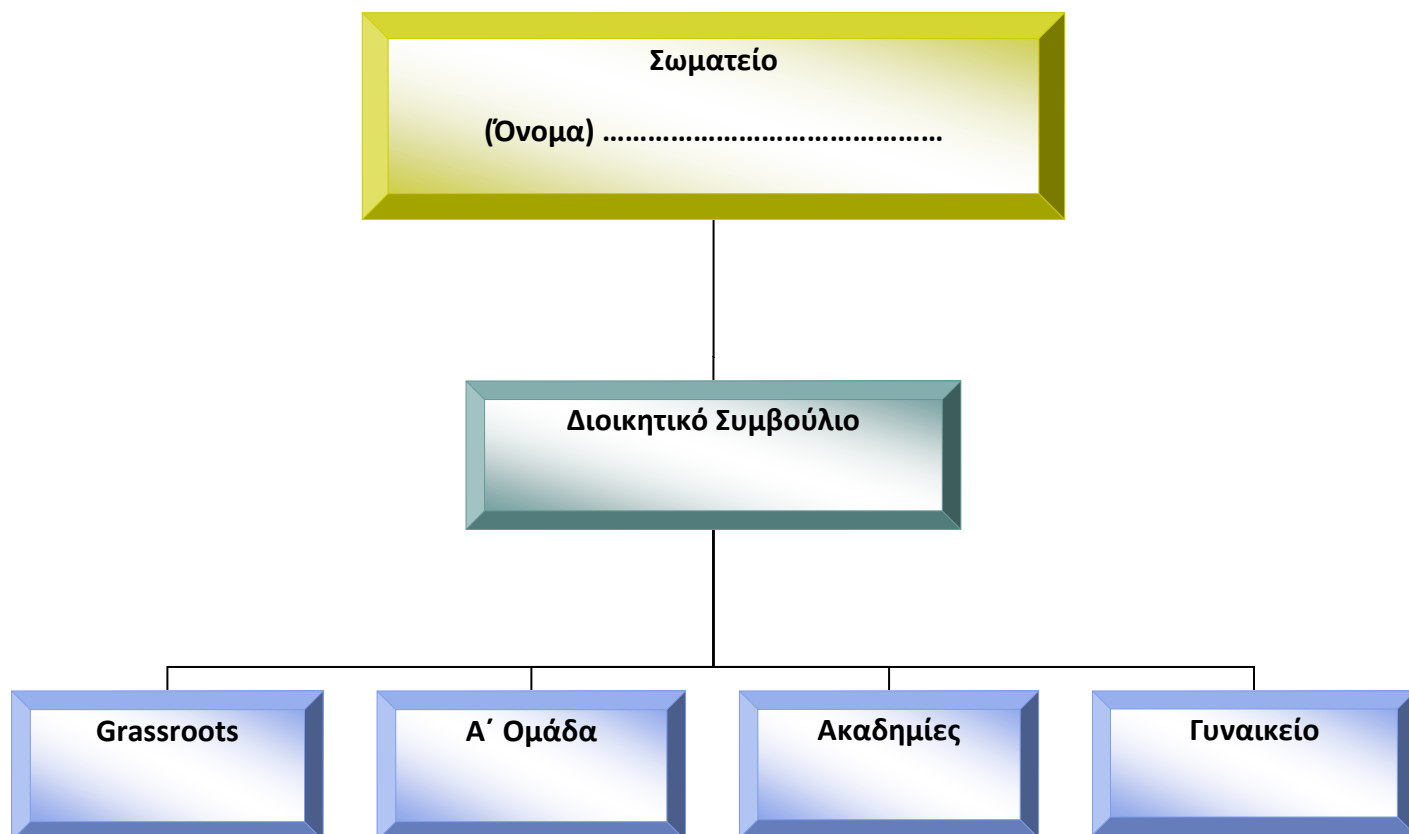 Σωματείο
(Όνομα) ……………………………………….
Διοικητικό Συμβούλιο
Grassroots
Α΄ Ομάδα
Ακαδημίες
Γυναικείο